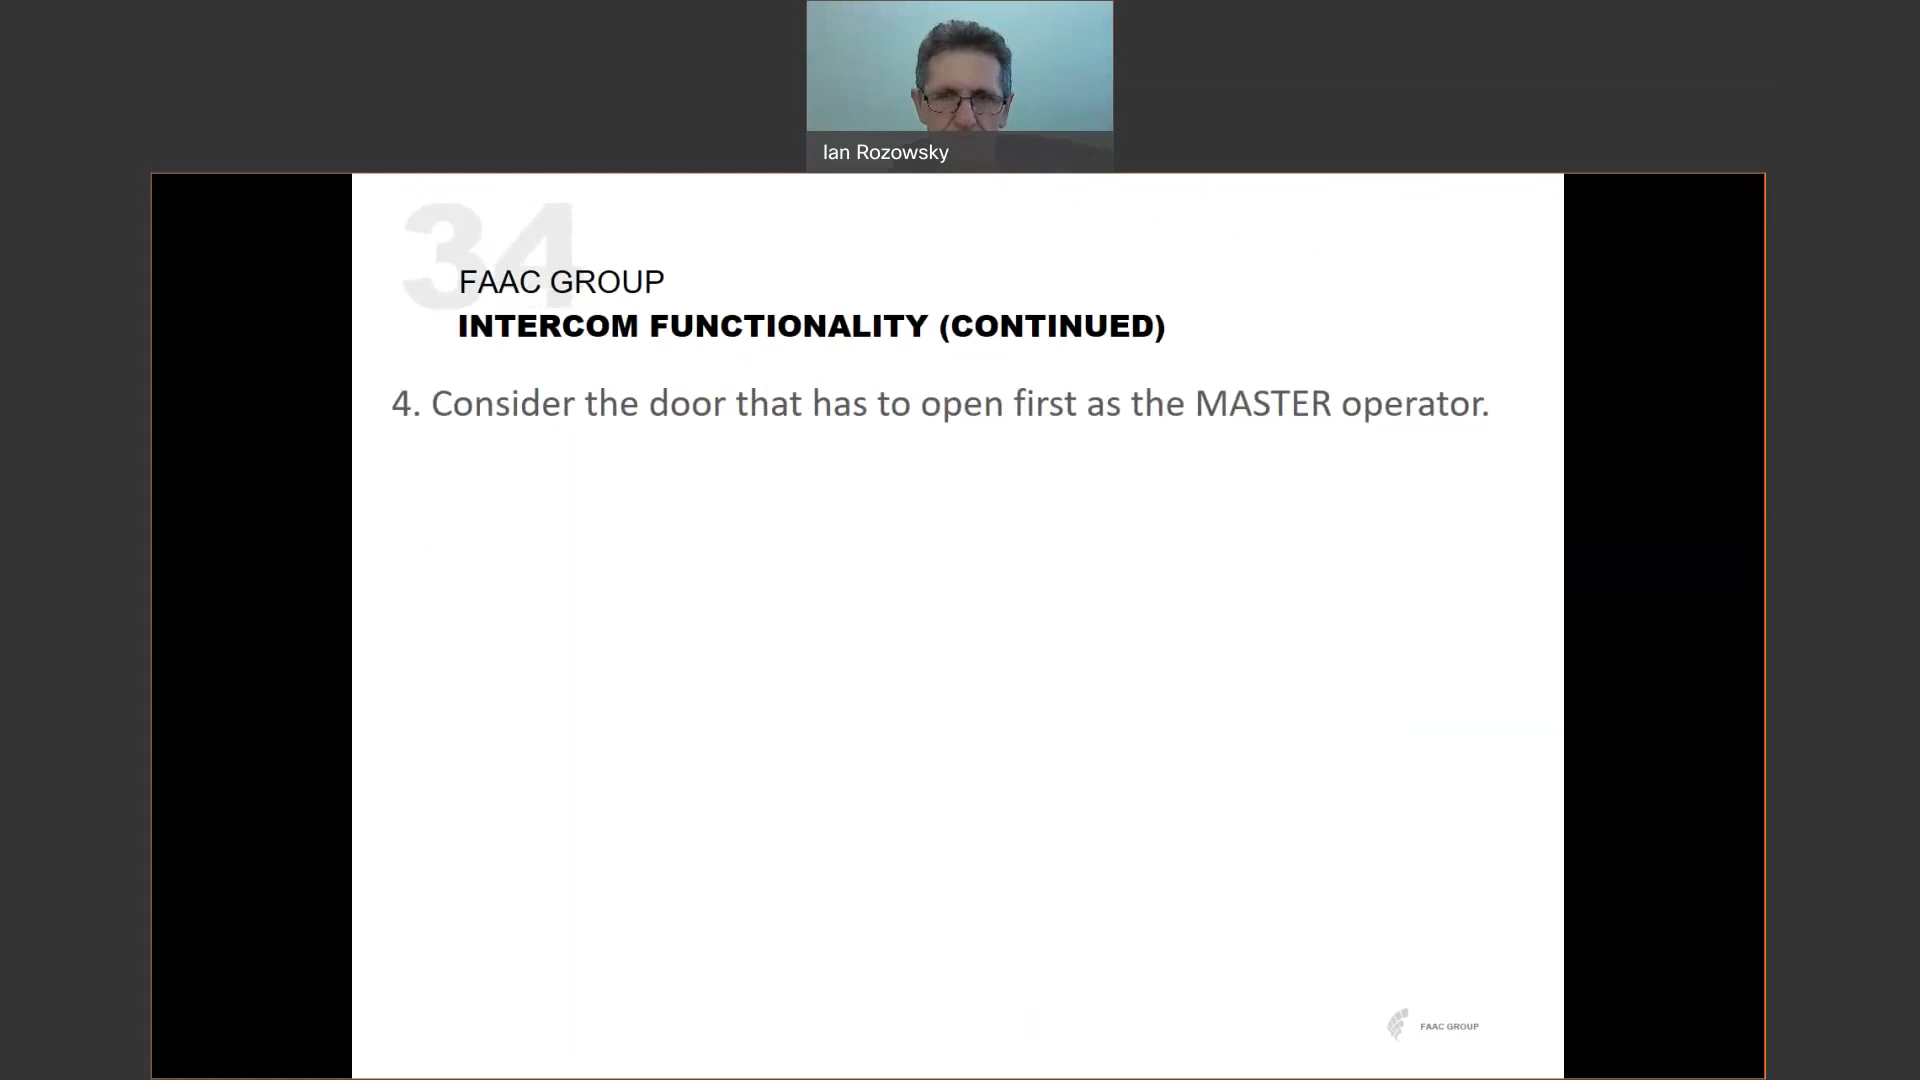 Ian Rozowsky
34
FAAC GROUP
INTERCOM FUNCTIONALITY (CONTINUED)
4. Consider the door that has to open first as the MASTER operator.
FAAC GROUP